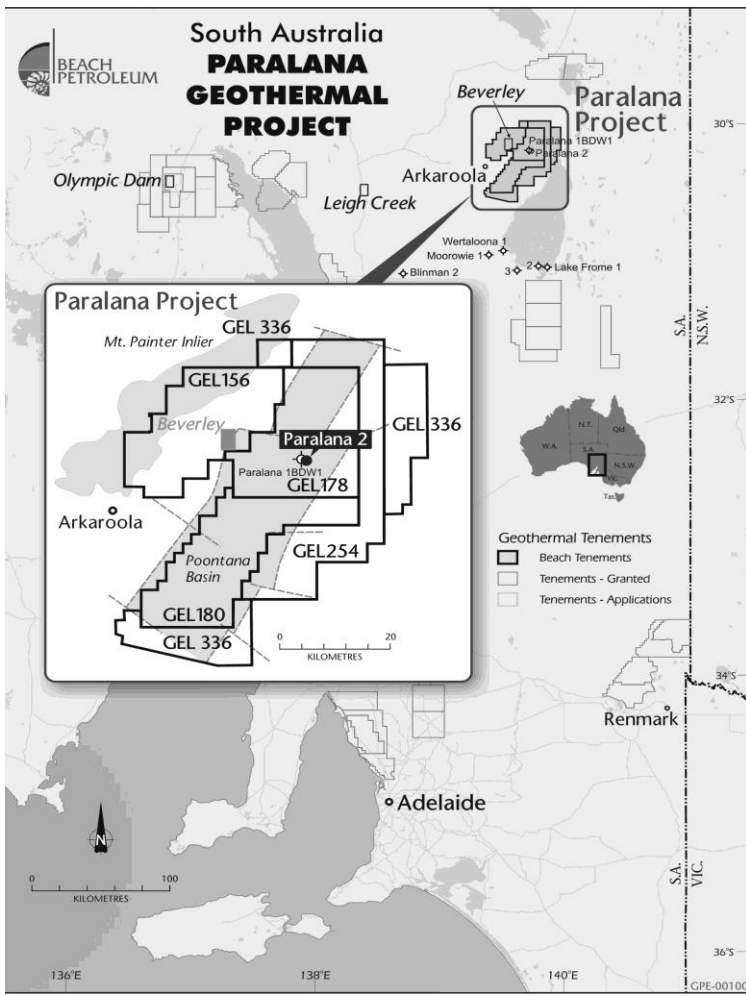 BEACH
PETROLEUM
South Australia
PARALANA
GEOTHERMAL
PROJECT
Beverley
Paralana
Project
30°S
Paralana 1BDW1
Paralana 2
Arkaroola
Olympic Dam
Leigh Creek
Wertaloona 1
Moorowie 1
Blinman 2
3
2
Lake Frome 1
S.A.
N.S.W.
Paralana Project
GEL 336
Mt. Painter Inlier
GEL156
Beverley
GEL 336
Paralana 2
Paralana 1BDW1
GEL178
Arkaroola
GEL254
Poontana
Basin
GEL180
GEL 336
0
20
KILOMETRES
32°S
N.T.
Qld.
W.A.
S.A.
N.S.W.
Vic.
Tas.
Geothermal Tenements
Beach Tenements
Tenements - Granted
Tenements - Applications
34°S
Renmark
Adelaide
N
0
100
KILOMETRES
S.A.
VIC.
36°S
136°E
138°E
140°E
GPE-00100